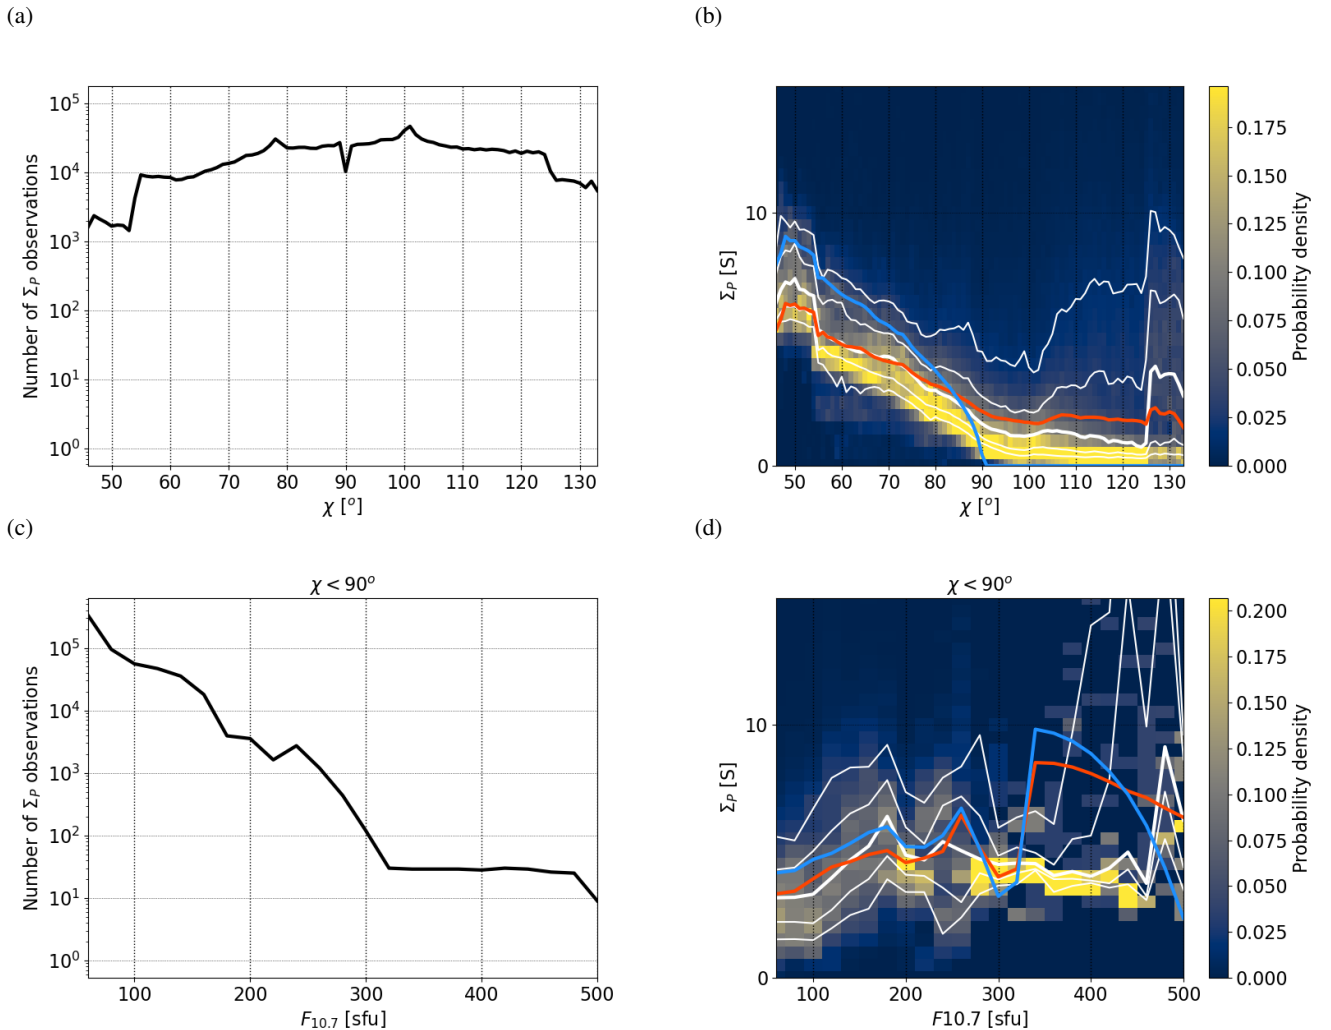 (a)
(b)
10^5
10^4
10^3
10^2
10^1
10^0
Number of Σ_P observations
50 60 70 80 90 100 110 120 130
χ [^o]
10
0
Σ_P [S]
50 60 70 80 90 100 110 120 130
χ [^o]
0.175
0.150
0.125
0.100
0.075
0.050
0.025
0.000
Probability density
(c)
(d)
χ < 90^o
10^5
10^4
10^3
10^2
10^1
10^0
Number of Σ_P observations
100 200 300 400 500
F_{10.7} [sfu]
χ < 90^o
10
0
Σ_P [S]
100 200 300 400 500
F10.7 [sfu]
0.200
0.175
0.150
0.125
0.100
0.075
0.050
0.025
0.000
Probability density